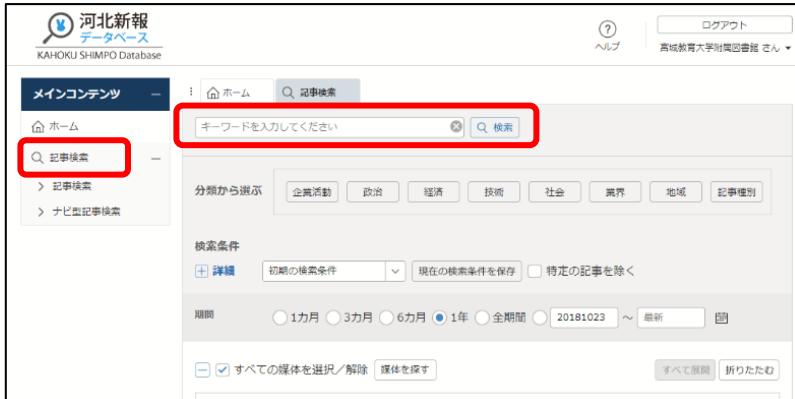 河北新報
データベース
KAHOKU SHIMPO Database
? ヘルプ
ログアウト
宮城教育大学附属図書館 さん ▼
メインコンテンツ −
ホーム
記事検索 −
> 記事検索
> ナビ型記事検索
ホーム 記事検索
キーワードを入力してください 検索
分類から選ぶ 企業活動 政治 経済 技術 社会 業界 地域 記事種別
検索条件
+ 詳細 初期の検索条件 現在の検索条件を保存 特定の記事を除く
期間 1カ月 3カ月 6カ月 1年 全期間 20181023 ～ 最新
すべての媒体を選択／解除 媒体を探す すべて展開 折りたたむ